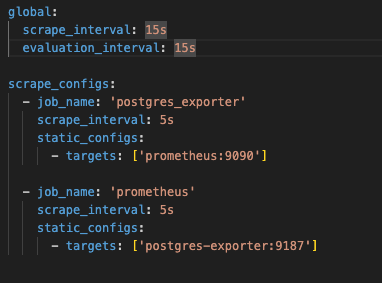 global:
  scrape_interval: 15s
  evaluation_interval: 15s

scrape_configs:
  - job_name: 'postgres_exporter'
    scrape_interval: 5s
    static_configs:
      - targets: ['prometheus:9090']

  - job_name: 'prometheus'
    scrape_interval: 5s
    static_configs:
      - targets: ['postgres-exporter:9187']